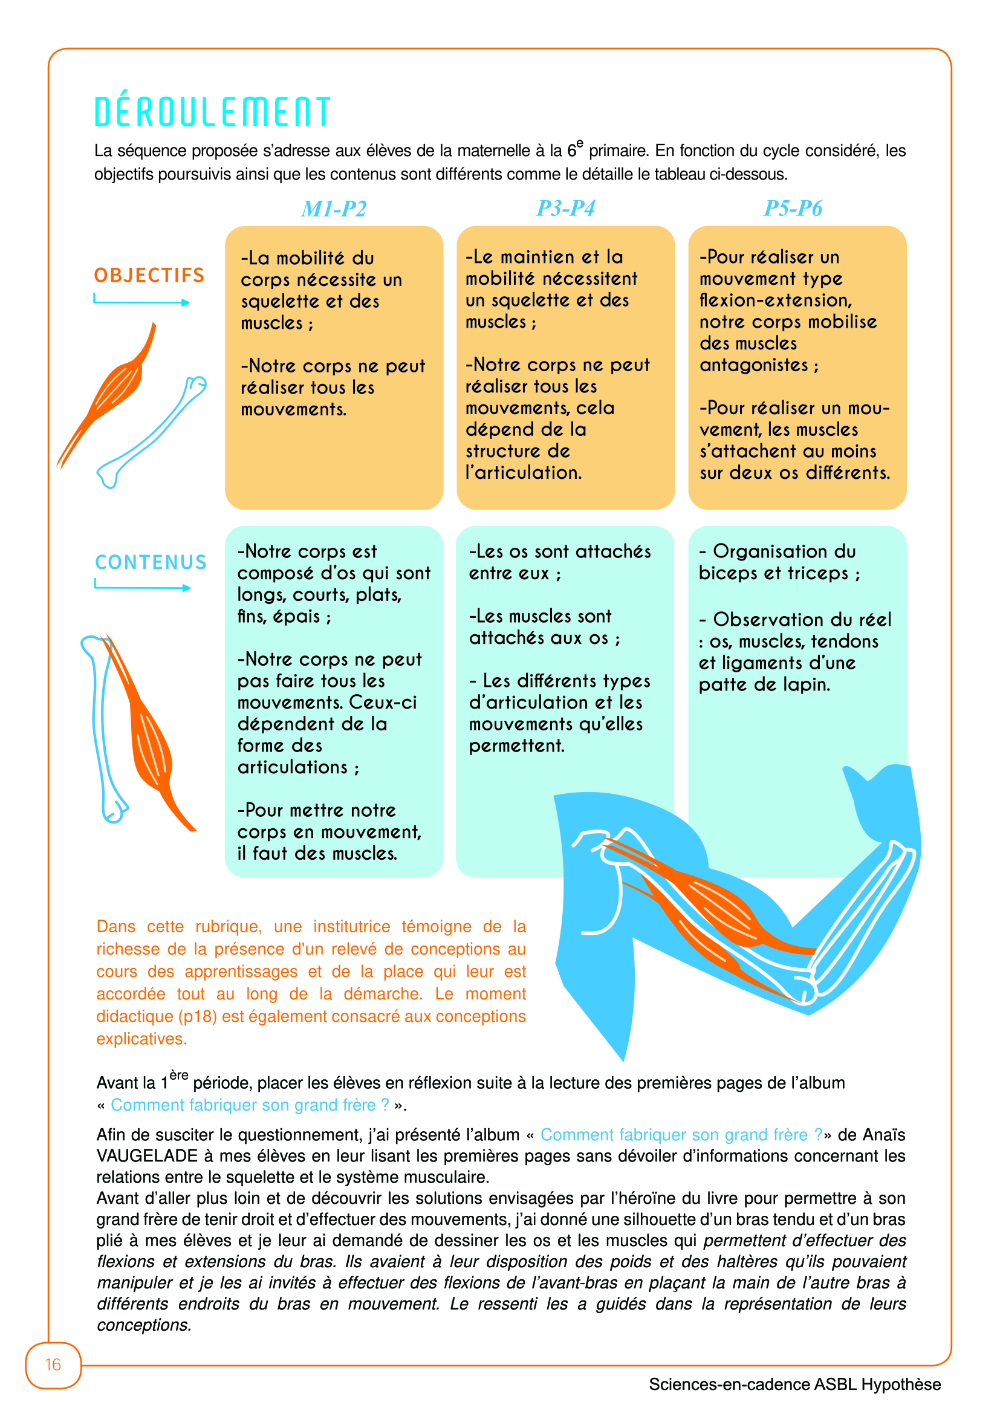 DÉROULEMENT
La séquence proposée s'adresse aux élèves de la maternelle à la 6e primaire. En fonction du cycle considéré, les
objectifs poursuivis ainsi que les contenus sont différents comme le détaille le tableau ci-dessous.
M1-P2
P3-P4
P5-P6
OBJECTIFS
-La mobilité du
corps nécessite un
squelette et des
muscles ;
-Notre corps ne peut
réaliser tous les
mouvements.
-Le maintien et la
mobilité nécessitent
un squelette et des
muscles ;
-Notre corps ne peut
réaliser tous les
mouvements, cela
dépend de la
structure de
l'articulation.
-Pour réaliser un
mouvement type
flexion-extension,
notre corps mobilise
des muscles
antagonistes ;
-Pour réaliser un mou-
vement, les muscles
s'attachent au moins
sur deux os différents.
CONTENUS
-Notre corps est
composé d'os qui sont
longs, courts, plats,
fins, épais ;
-Notre corps ne peut
pas faire tous les
mouvements. Ceux-ci
dépendent de la
forme des
articulations ;
-Pour mettre notre
corps en mouvement,
il faut des muscles.
-Les os sont attachés
entre eux ;
-Les muscles sont
attachés aux os ;
- Les différents types
d'articulation et les
mouvements qu'elles
permettent.
- Organisation du
biceps et triceps ;
- Observation du réel
: os, muscles, tendons
et ligaments d'une
patte de lapin.
Dans cette rubrique, une institutrice témoigne de la
richesse de la présence d'un relevé de conceptions au
cours des apprentissages et de la place qui leur est
accordée tout au long de la démarche. Le moment
didactique (p18) est également consacré aux conceptions
explicatives.
Avant la 1ère période, placer les élèves en réflexion suite à la lecture des premières pages de l'album
« Comment fabriquer son grand frère ? ».
Afin de susciter le questionnement, j'ai présenté l'album « Comment fabriquer son grand frère ?» de Anaïs
VAUGELADE à mes élèves en leur lisant les premières pages sans dévoiler d'informations concernant les
relations entre le squelette et le système musculaire.
Avant d'aller plus loin et de découvrir les solutions envisagées par l'héroïne du livre pour permettre à son
grand frère de tenir droit et d'effectuer des mouvements, j'ai donné une silhouette d'un bras tendu et d'un bras
plié à mes élèves et je leur ai demandé de dessiner les os et les muscles qui permettent d'effectuer des
flexions et extensions du bras. Ils avaient à leur disposition des poids et des haltères qu'ils pouvaient
manipuler et je les ai invités à effectuer des flexions de l'avant-bras en plaçant la main de l'autre bras à
différents endroits du bras en mouvement. Le ressenti les a guidés dans la représentation de leurs
conceptions.
16
Sciences-en-cadence ASBL Hypothèse